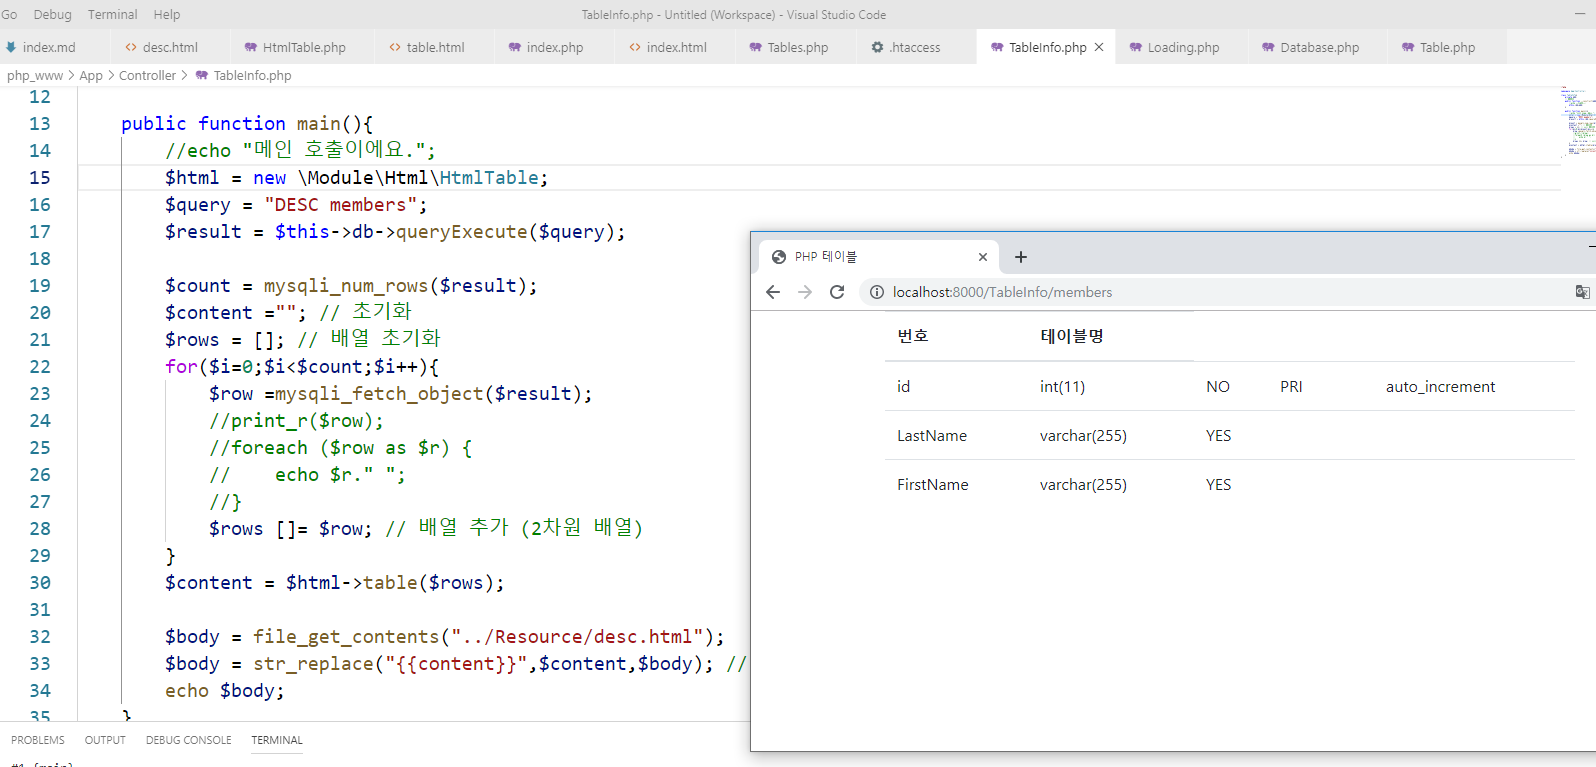 Go Debug Terminal Help TableInfo.php - Untitled (Workspace) - Visual Studio Code
index.md desc.html HtmlTable.php table.html index.php index.html Tables.php .htaccess TableInfo.php Loading.php Database.php Table.php
php_www > App > Controller > TableInfo.php
12
13 public function main(){
14 //echo "메인 호출이에요.";
15 $html = new \Module\Html\HtmlTable;
16 $query = "DESC members";
17 $result = $this->db->queryExecute($query);
18
19 $count = mysqli_num_rows($result);
20 $content =""; // 초기화
21 $rows = []; // 배열 초기화
22 for($i=0;$i<$count;$i++){
23 $row =mysqli_fetch_object($result);
24 //print_r($row);
25 //foreach ($row as $r) {
26 // echo $r." ";
27 //}
28 $rows []= $row; // 배열 추가 (2차원 배열)
29 }
30 $content = $html->table($rows);
31
32 $body = file_get_contents("../Resource/desc.html");
33 $body = str_replace("{{content}}",$content,$body); //
34 echo $body;
35 }
PROBLEMS OUTPUT DEBUG CONSOLE TERMINAL
#1 {main}
PHP 테이블
localhost:8000/TableInfo/members
번호 테이블명
id int(11) NO PRI auto_increment
LastName varchar(255) YES
FirstName varchar(255) YES